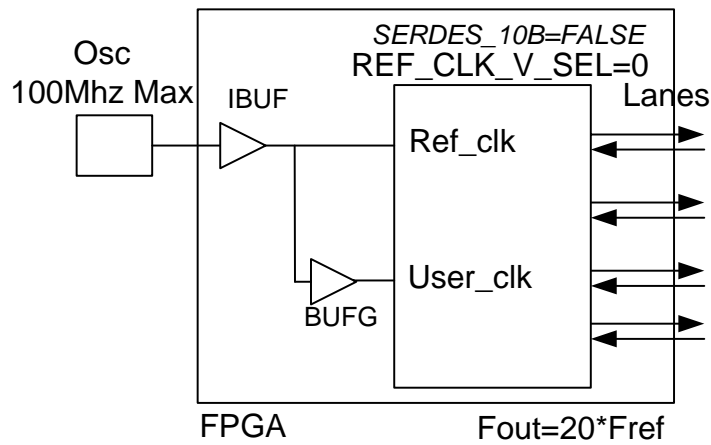 SERDES_10B=FALSE
Osc
REF_CLK_V_SEL=0
100Mhz Max
IBUF
Lanes
Ref_clk
User_clk
BUFG
FPGA
Fout=20*Fref